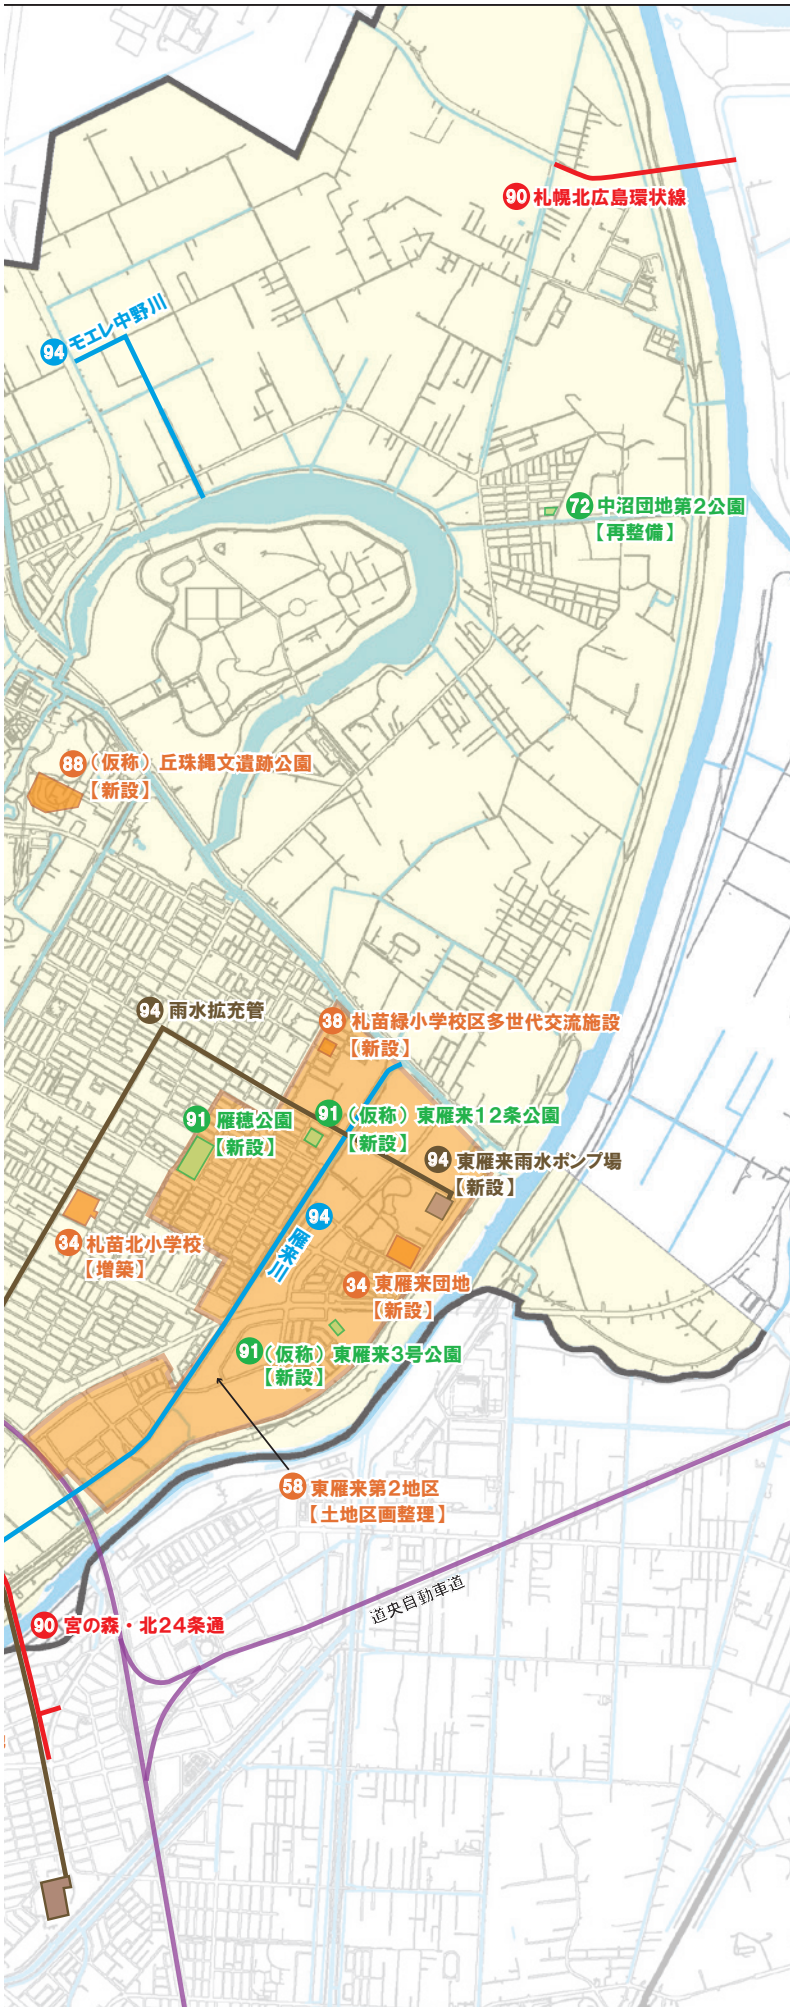 90 札幌北広島環状線
94 モエレ中野川
72 中沼団地第2公園
【再整備】
88 (仮称)丘珠縄文遺跡公園
【新設】
94 雨水拡充管
38 札苗緑小学校区多世代交流施設
【新設】
91 雁穂公園
【新設】
91 (仮称)東雁来12条公園
【新設】
94 東雁来雨水ポンプ場
【新設】
94
雁来川
34 札苗北小学校
【増築】
34 東雁来団地
【新設】
91 (仮称)東雁来3号公園
【新設】
58 東雁来第2地区
【土地区画整理】
道央自動車道
90 宮の森・北24条通